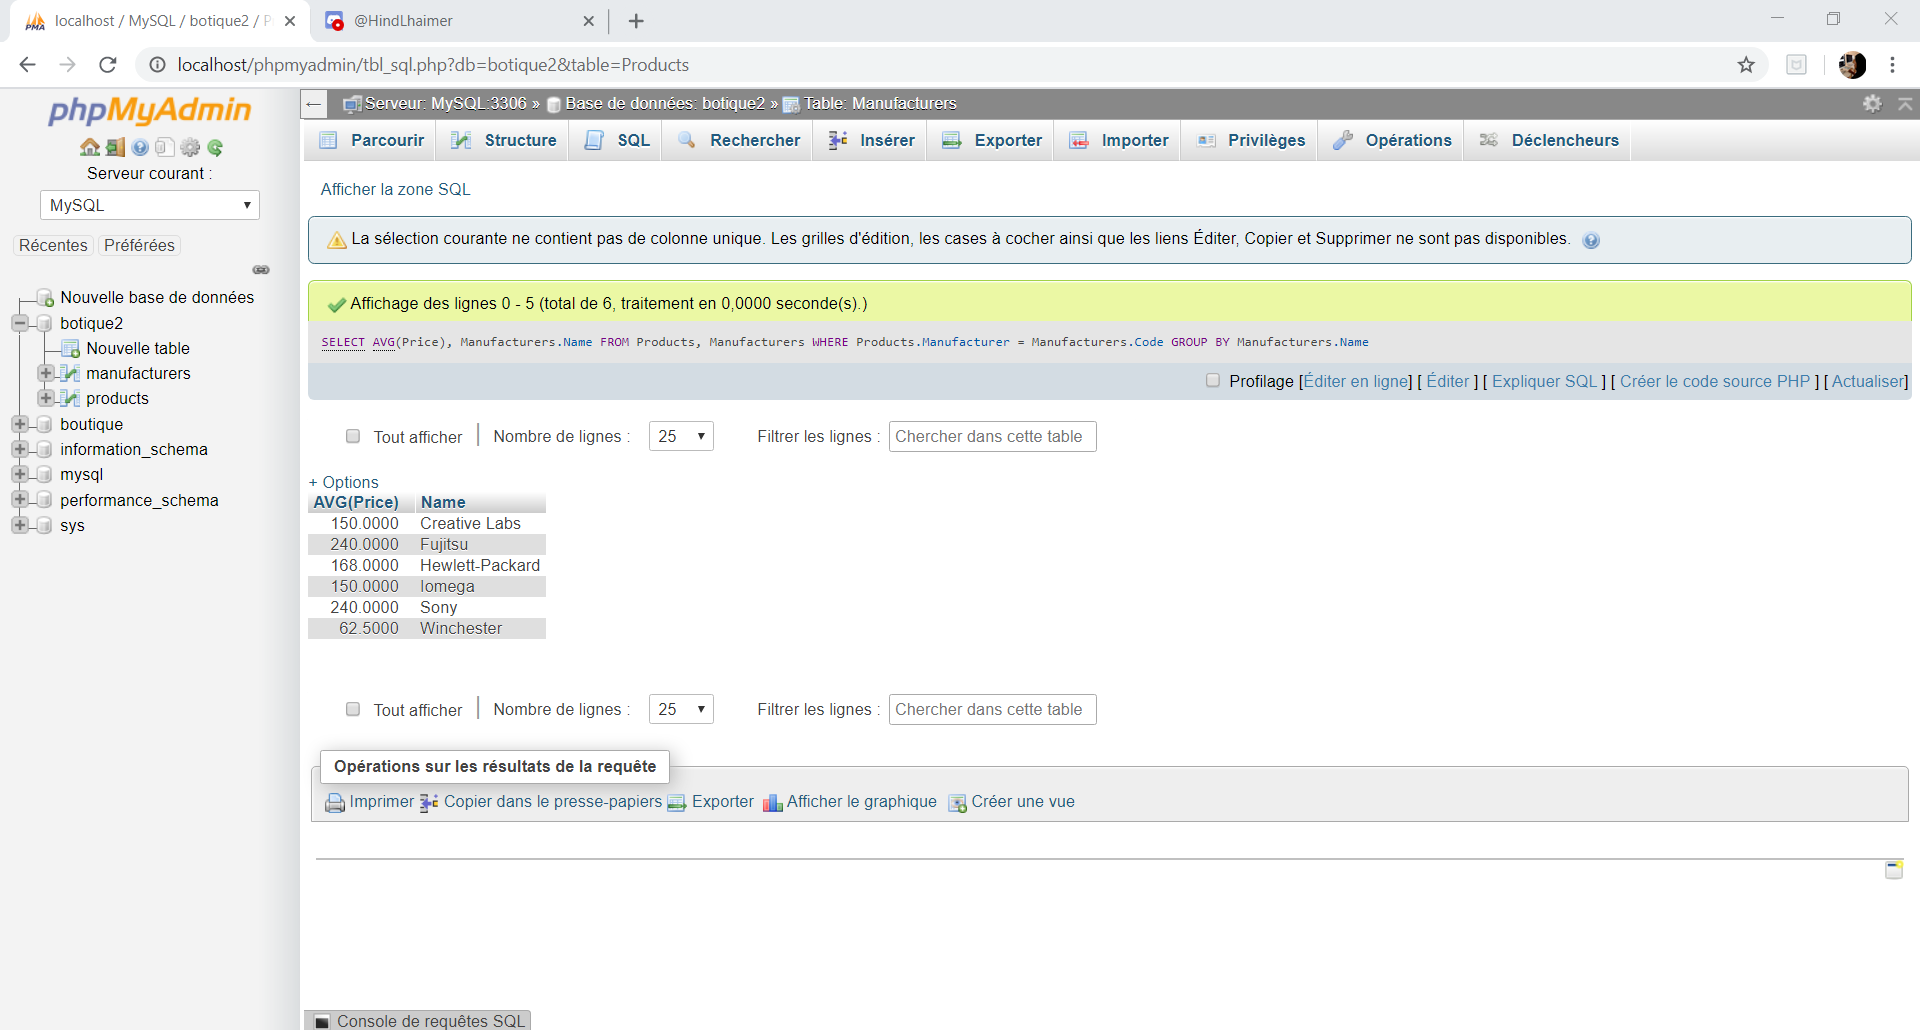 localhost / MySQL / botique2 / P
@HindLhaimer
localhost/phpmyadmin/tbl_sql.php?db=botique2&table=Products
phpMyAdmin
Serveur courant :
MySQL
Récentes Préférées
Nouvelle base de données
botique2
Nouvelle table
manufacturers
products
boutique
information_schema
mysql
performance_schema
sys
Serveur: MySQL:3306 » Base de données: botique2 » Table: Manufacturers
Parcourir Structure SQL Rechercher Insérer Exporter Importer Privilèges Opérations Déclencheurs
Afficher la zone SQL
La sélection courante ne contient pas de colonne unique. Les grilles d'édition, les cases à cocher ainsi que les liens Éditer, Copier et Supprimer ne sont pas disponibles.
Affichage des lignes 0 - 5 (total de 6, traitement en 0,0000 seconde(s).)
SELECT AVG(Price), Manufacturers.Name FROM Products, Manufacturers WHERE Products.Manufacturer = Manufacturers.Code GROUP BY Manufacturers.Name
Profilage [Éditer en ligne] [ Éditer ] [ Expliquer SQL ] [ Créer le code source PHP ] [ Actualiser]
Tout afficher | Nombre de lignes : 25 Filtrer les lignes : Chercher dans cette table
+ Options
AVG(Price) Name
150.0000 Creative Labs
240.0000 Fujitsu
168.0000 Hewlett-Packard
150.0000 Iomega
240.0000 Sony
62.5000 Winchester
Tout afficher | Nombre de lignes : 25 Filtrer les lignes : Chercher dans cette table
Opérations sur les résultats de la requête
Imprimer Copier dans le presse-papiers Exporter Afficher le graphique Créer une vue
Console de requêtes SQL